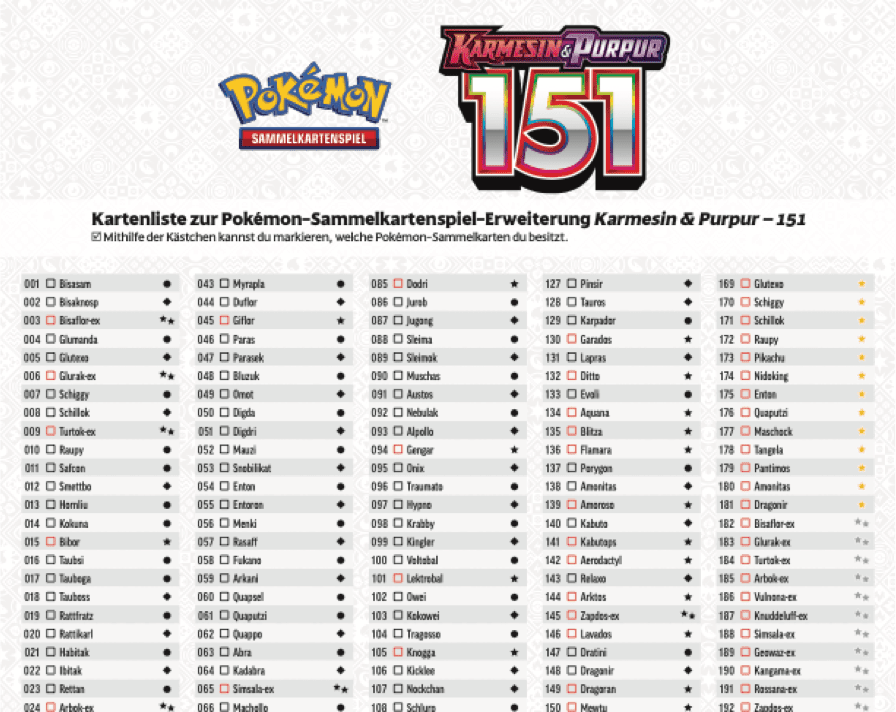 KARMESIN & PURPUR
151
POKéMON
SAMMELKARTENSPIEL
Kartenliste zur Pokémon-Sammelkartenspiel-Erweiterung Karmesin & Purpur – 151
☑ Mithilfe der Kästchen kannst du markieren, welche Pokémon-Sammelkarten du besitzt.
001 □ Bisasam ●
002 □ Bisaknosp ◆
003 □ Bisaflor-ex ★★
004 □ Glumanda ●
005 □ Glutexo ◆
006 □ Glurak-ex ★★
007 □ Schiggy ●
008 □ Schillok ◆
009 □ Turtok-ex ★★
010 □ Raupy ●
011 □ Safcon ●
012 □ Smettbo ◆
013 □ Hornliu ●
014 □ Kokuna ●
015 □ Bibor ★
016 □ Taubsi ●
017 □ Tauboga ●
018 □ Tauboss ◆
019 □ Rattfratz ●
020 □ Rattikarl ◆
021 □ Habitak ●
022 □ Ibitak ◆
023 □ Rettan ●
024 □ Arbok-ex ★★
043 □ Myrapla ●
044 □ Duflor ◆
045 □ Giflor ★
046 □ Paras ●
047 □ Parasek ◆
048 □ Bluzuk ●
049 □ Omot ◆
050 □ Digda ●
051 □ Digdri ◆
052 □ Mauzi ●
053 □ Snobilikat ◆
054 □ Enton ●
055 □ Entoron ◆
056 □ Menki ●
057 □ Rasaff ◆
058 □ Fukano ●
059 □ Arkani ◆
060 □ Quapsel ●
061 □ Quaputzi ●
062 □ Quappo ◆
063 □ Abra ●
064 □ Kadabra ◆
065 □ Simsala-ex ★★
066 □ Machollo ●
085 □ Dodri ★
086 □ Jurob ●
087 □ Jugong ◆
088 □ Sleima ●
089 □ Sleimok ◆
090 □ Muschas ●
091 □ Austos ◆
092 □ Nebulak ●
093 □ Alpollo ◆
094 □ Gengar ★
095 □ Onix ◆
096 □ Traumato ●
097 □ Hypno ◆
098 □ Krabby ●
099 □ Kingler ◆
100 □ Voltobal ●
101 □ Lektrobal ★
102 □ Owei ●
103 □ Kokowei ◆
104 □ Tragosso ●
105 □ Knogga ★
106 □ Kicklee ◆
107 □ Nockchan ◆
108 □ Schlurp ●
127 □ Pinsir ◆
128 □ Tauros ◆
129 □ Karpador ●
130 □ Garados ★
131 □ Lapras ◆
132 □ Ditto ★
133 □ Evoli ●
134 □ Aquana ★
135 □ Blitza ★
136 □ Flamara ★
137 □ Porygon ●
138 □ Amonitas ◆
139 □ Amoroso ★
140 □ Kabuto ◆
141 □ Kabutops ★
142 □ Aerodactyl ★
143 □ Relaxo ◆
144 □ Arktos ★
145 □ Zapdos-ex ★★
146 □ Lavados ★
147 □ Dratini ●
148 □ Dragonir ◆
149 □ Dragoran ★
150 □ Mewtu ★
169 □ Glutexo ★
170 □ Schiggy ★
171 □ Schillok ★
172 □ Raupy ★
173 □ Pikachu ★
174 □ Nidoking ★
175 □ Enton ★
176 □ Quaputzi ★
177 □ Maschock ★
178 □ Tangela ★
179 □ Pantimos ★
180 □ Amonitas ★
181 □ Dragonir ★
182 □ Bisaflor-ex ★★
183 □ Glurak-ex ★★
184 □ Turtok-ex ★★
185 □ Arbok-ex ★★
186 □ Vulnona-ex ★★
187 □ Knuddeluff-ex ★★
188 □ Simsala-ex ★★
189 □ Geowaz-ex ★★
190 □ Kangama-ex ★★
191 □ Rossana-ex ★★
192 □ Zapdos-ex ★★